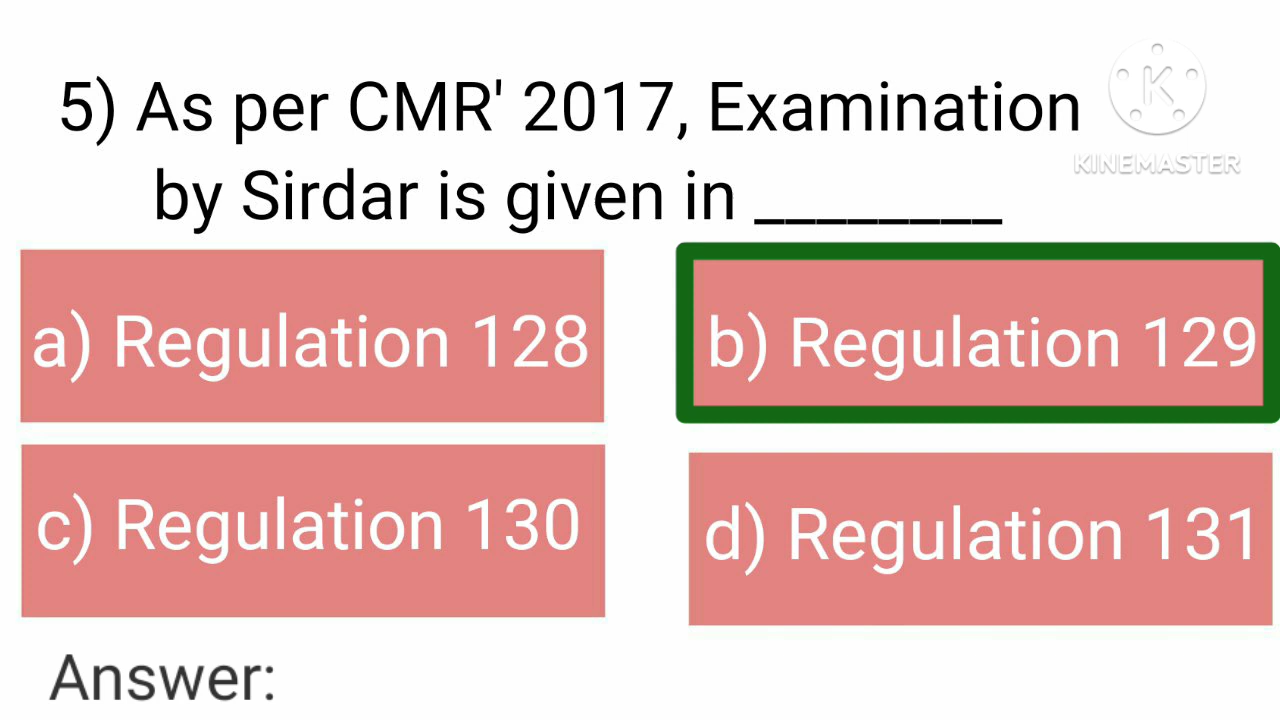 5) As per CMR' 2017, Examination
by Sirdar is given in ________
K
KINEMASTER
a) Regulation 128
b) Regulation 129
c) Regulation 130
d) Regulation 131
Answer: